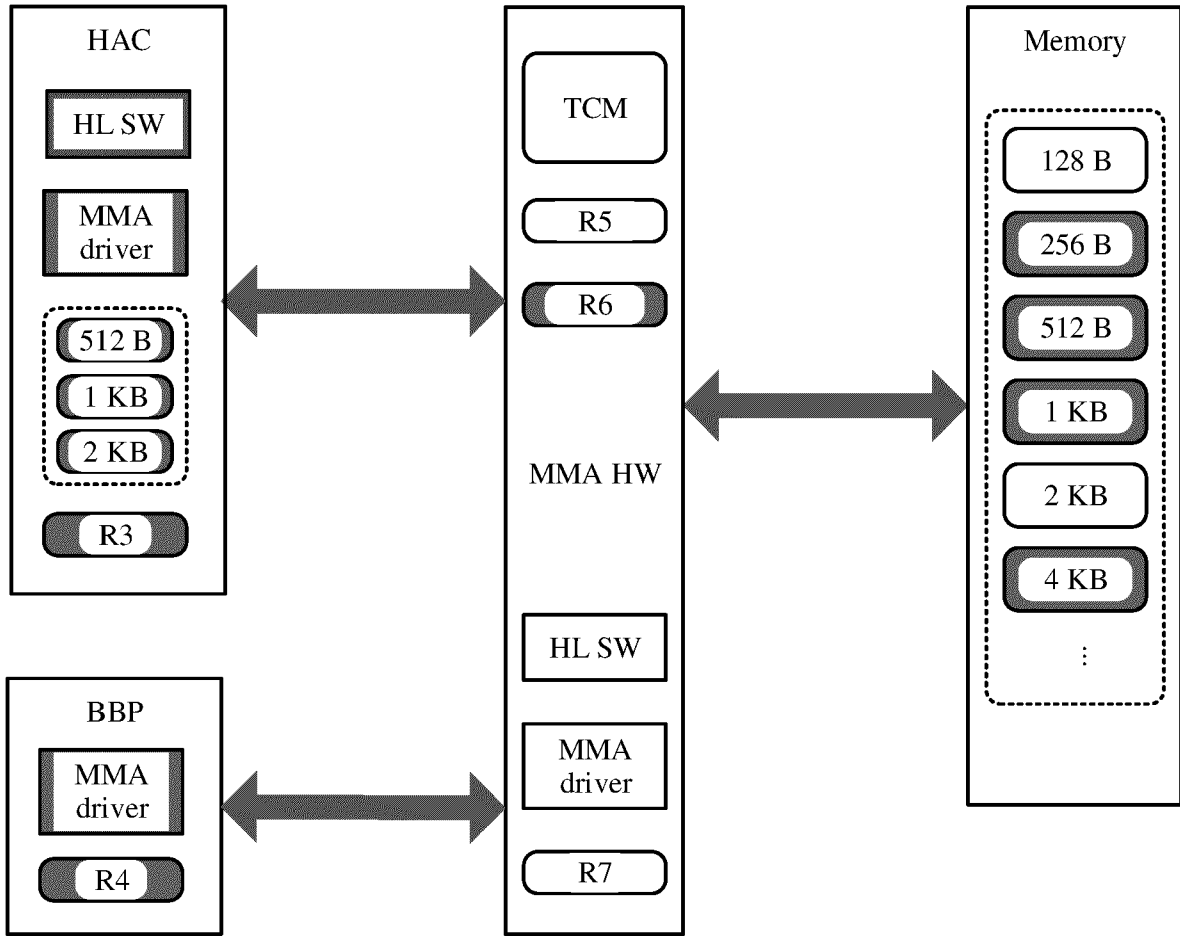 HAC
HL SW
MMA
driver
512 B
1 KB
2 KB
R3
BBP
MMA
driver
R4
TCM
R5
R6
MMA HW
HL SW
MMA
driver
R7
Memory
128 B
256 B
512 B
1 KB
2 KB
4 KB
⋮